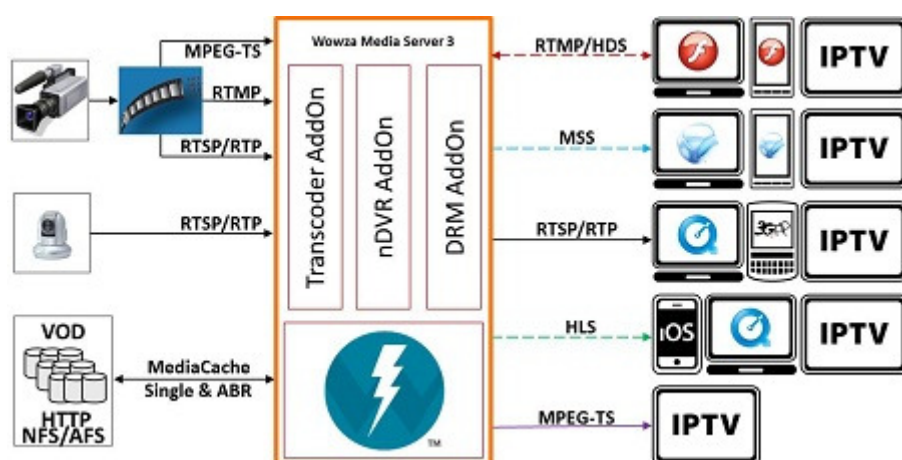 Wowza Media Server 3
MPEG-TS
RTMP
RTSP/RTP
RTSP/RTP
VOD
HTTP
NFS/AFS
MediaCache
Single & ABR
Transcoder AddOn
nDVR AddOn
DRM AddOn
TM
RTMP/HDS
IPTV
MSS
IPTV
RTSP/RTP
3GPP
IPTV
HLS
iOS
IPTV
MPEG-TS
IPTV